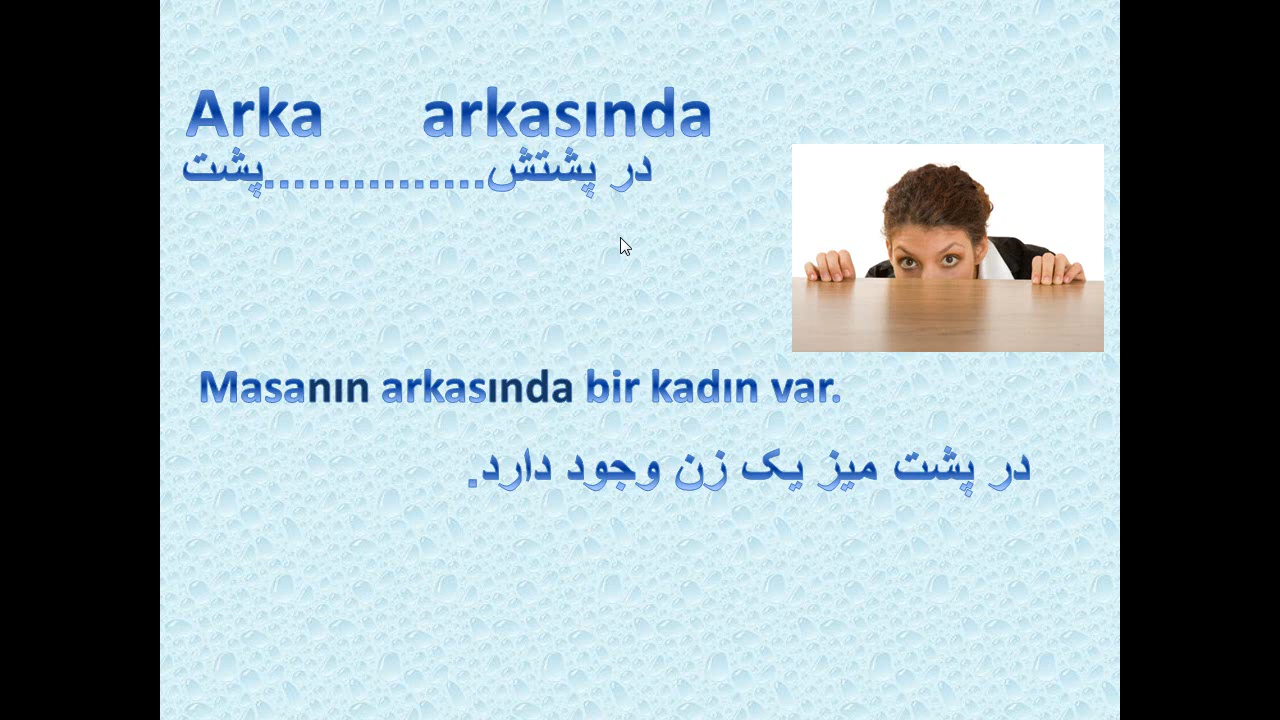 Arka arkasında
در پشتش...............پشت
Masanın arkasında bir kadın var.
در پشت میز یک زن وجود دارد.